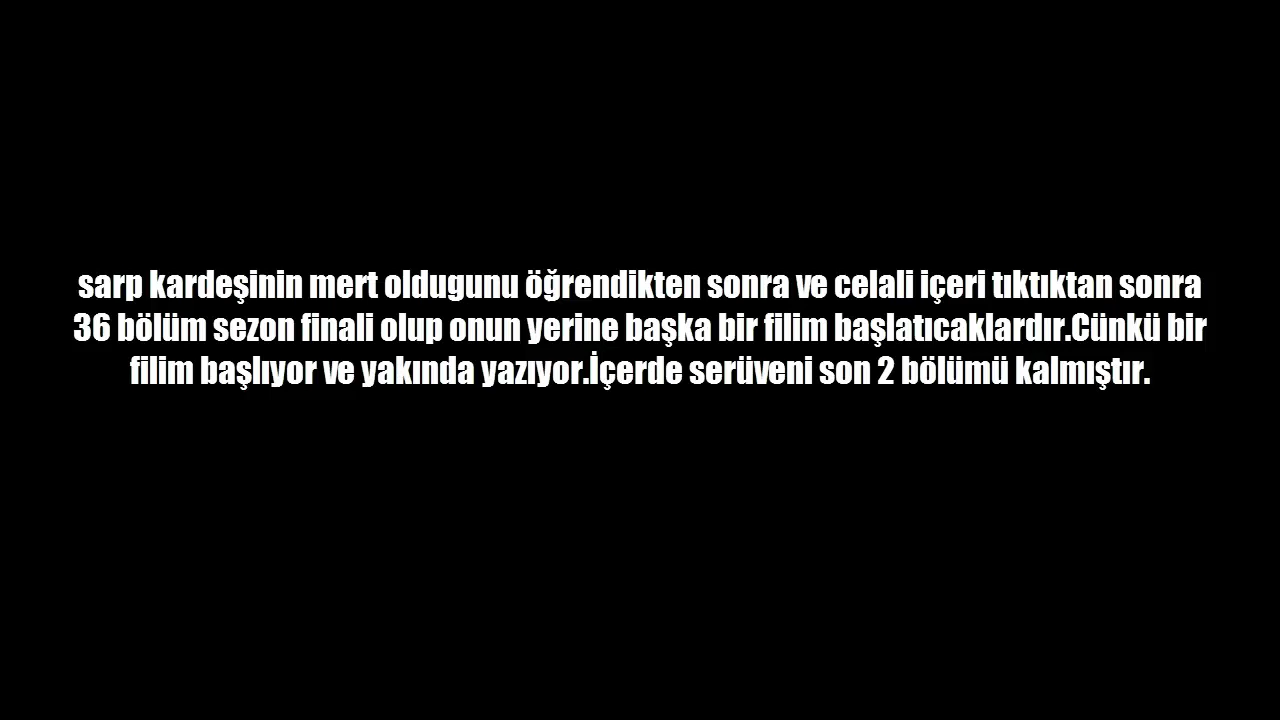 sarp kardeşinin mert oldugunu öğrendikten sonra ve celali içeri tıktıktan sonra
36 bölüm sezon finali olup onun yerine başka bir filim başlatıcaklardır.Cünkü bir
filim başlıyor ve yakında yazıyor.İçerde serüveni son 2 bölümü kalmıştır.